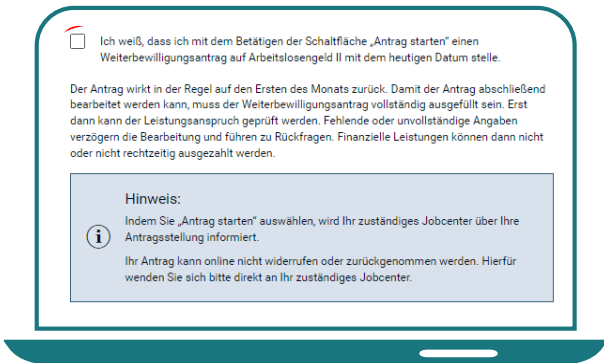 Ich weiß, dass ich mit dem Betätigen der Schaltfläche „Antrag starten“ einen
Weiterbewilligungsantrag auf Arbeitslosengeld II mit dem heutigen Datum stelle.
Der Antrag wirkt in der Regel auf den Ersten des Monats zurück. Damit der Antrag abschließend
bearbeitet werden kann, muss der Weiterbewilligungsantrag vollständig ausgefüllt sein. Erst
dann kann der Leistungsanspruch geprüft werden. Fehlende oder unvollständige Angaben
verzögern die Bearbeitung und führen zu Rückfragen. Finanzielle Leistungen können dann nicht
oder nicht rechtzeitig ausgezahlt werden.
Hinweis:
Indem Sie „Antrag starten“ auswählen, wird Ihr zuständiges Jobcenter über Ihre
Antragsstellung informiert.
Ihr Antrag kann online nicht widerrufen oder zurückgenommen werden. Hierfür
wenden Sie sich bitte direkt an Ihr zuständiges Jobcenter.